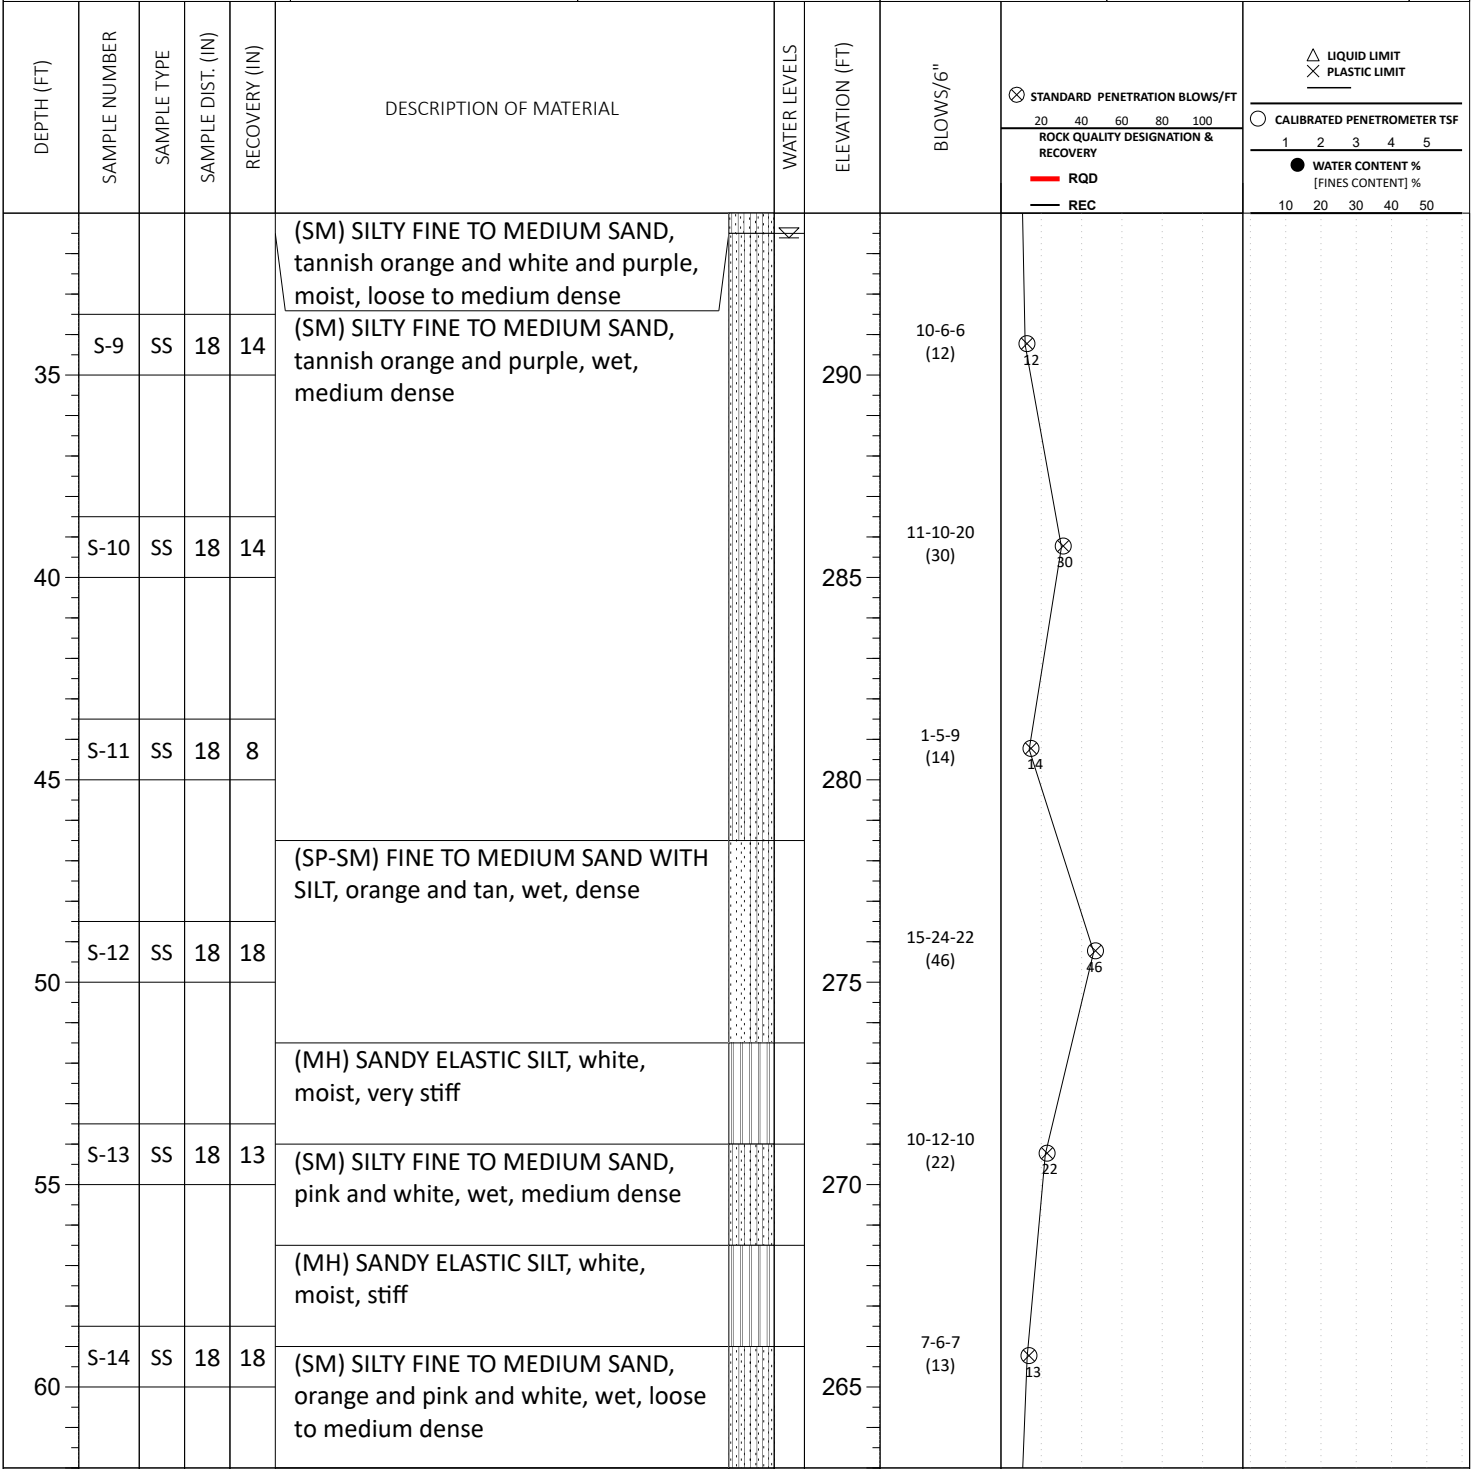 DEPTH (FT)
SAMPLE NUMBER
SAMPLE TYPE
SAMPLE DIST. (IN)
RECOVERY (IN)
DESCRIPTION OF MATERIAL
WATER LEVELS
ELEVATION (FT)
BLOWS/6"
STANDARD PENETRATION BLOWS/FT
20 40 60 80 100
ROCK QUALITY DESIGNATION &
RECOVERY
RQD
REC
LIQUID LIMIT
PLASTIC LIMIT
CALIBRATED PENETROMETER TSF
1 2 3 4 5
WATER CONTENT %
[FINES CONTENT] %
10 20 30 40 50
(SM) SILTY FINE TO MEDIUM SAND,
tannish orange and white and purple,
moist, loose to medium dense
(SM) SILTY FINE TO MEDIUM SAND,
tannish orange and purple, wet,
medium dense
S-9 SS 18 14
10-6-6
(12)
12
35
290
S-10 SS 18 14
11-10-20
(30)
30
40
285
S-11 SS 18 8
1-5-9
(14)
14
45
280
(SP-SM) FINE TO MEDIUM SAND WITH
SILT, orange and tan, wet, dense
S-12 SS 18 18
15-24-22
(46)
46
50
275
(MH) SANDY ELASTIC SILT, white,
moist, very stiff
S-13 SS 18 13
10-12-10
(22)
22
(SM) SILTY FINE TO MEDIUM SAND,
pink and white, wet, medium dense
55
270
(MH) SANDY ELASTIC SILT, white,
moist, stiff
S-14 SS 18 18
7-6-7
(13)
13
(SM) SILTY FINE TO MEDIUM SAND,
orange and pink and white, wet, loose
to medium dense
60
265